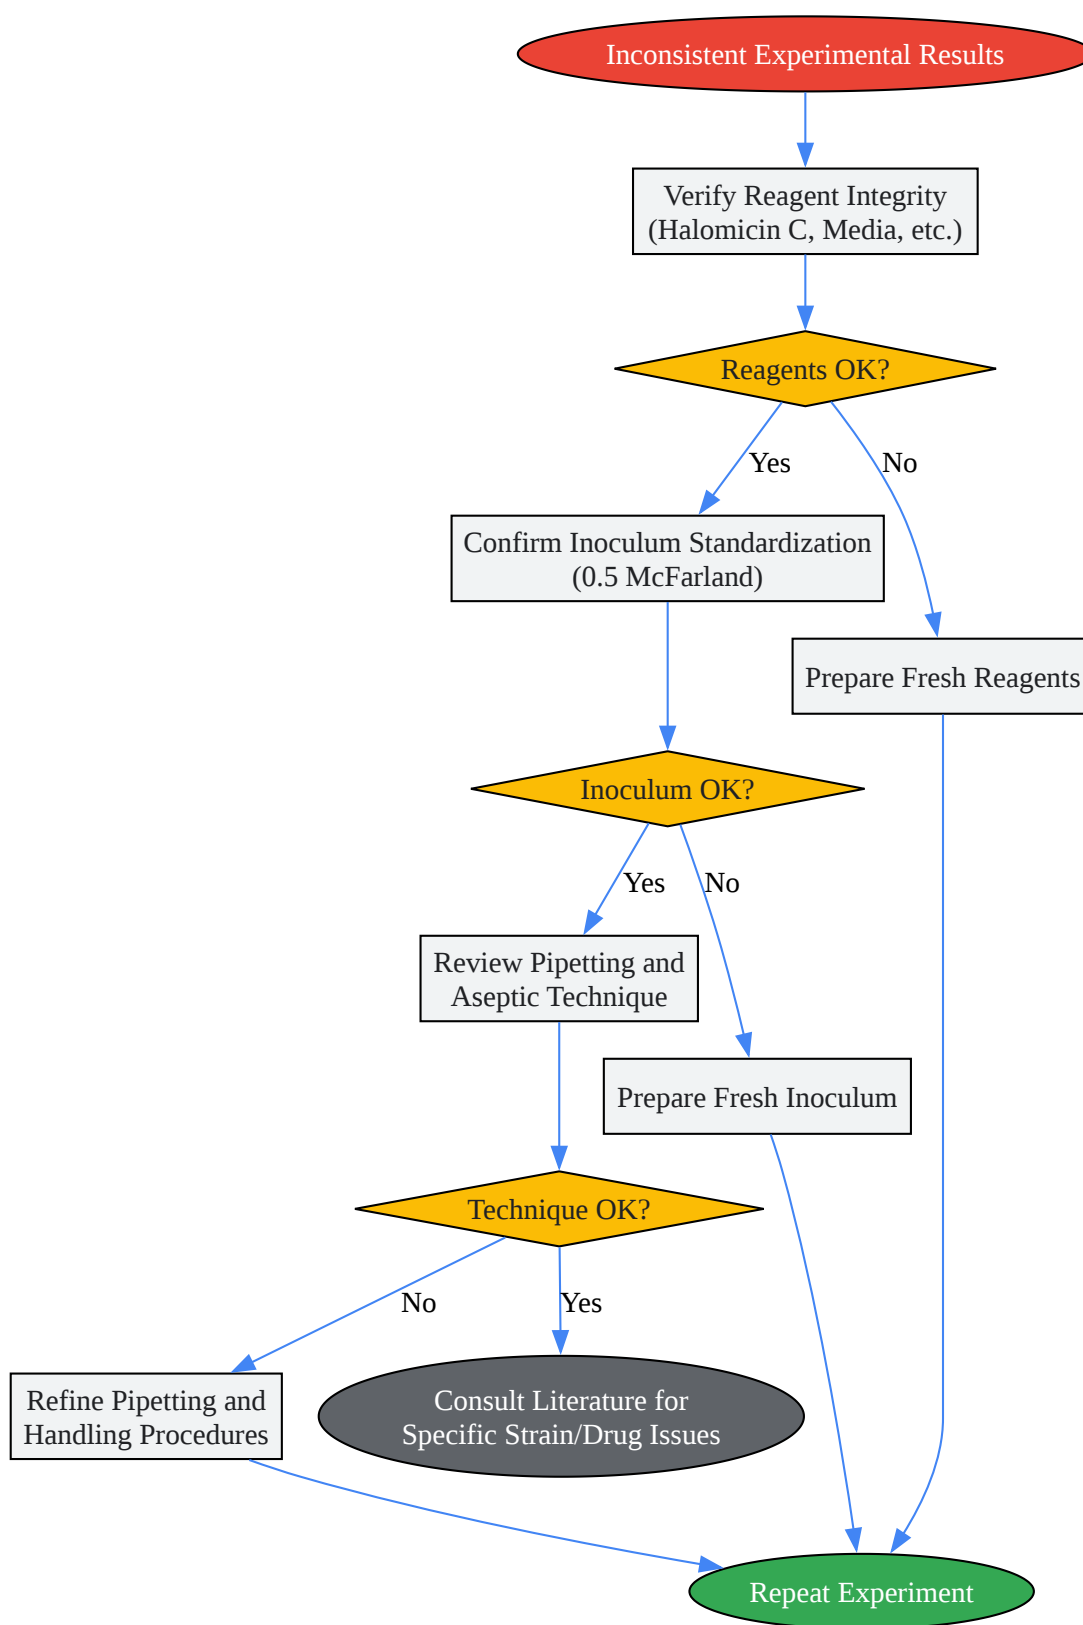 Inconsistent Experimental Results
Verify Reagent Integrity
(Halomicin C, Media, etc.)
Reagents OK?
Yes
No
Confirm Inoculum Standardization
(0.5 McFarland)
Prepare Fresh Reagents
Inoculum OK?
Yes
No
Review Pipetting and
Aseptic Technique
Prepare Fresh Inoculum
Technique OK?
No
Yes
Refine Pipetting and
Handling Procedures
Consult Literature for
Specific Strain/Drug Issues
Repeat Experiment